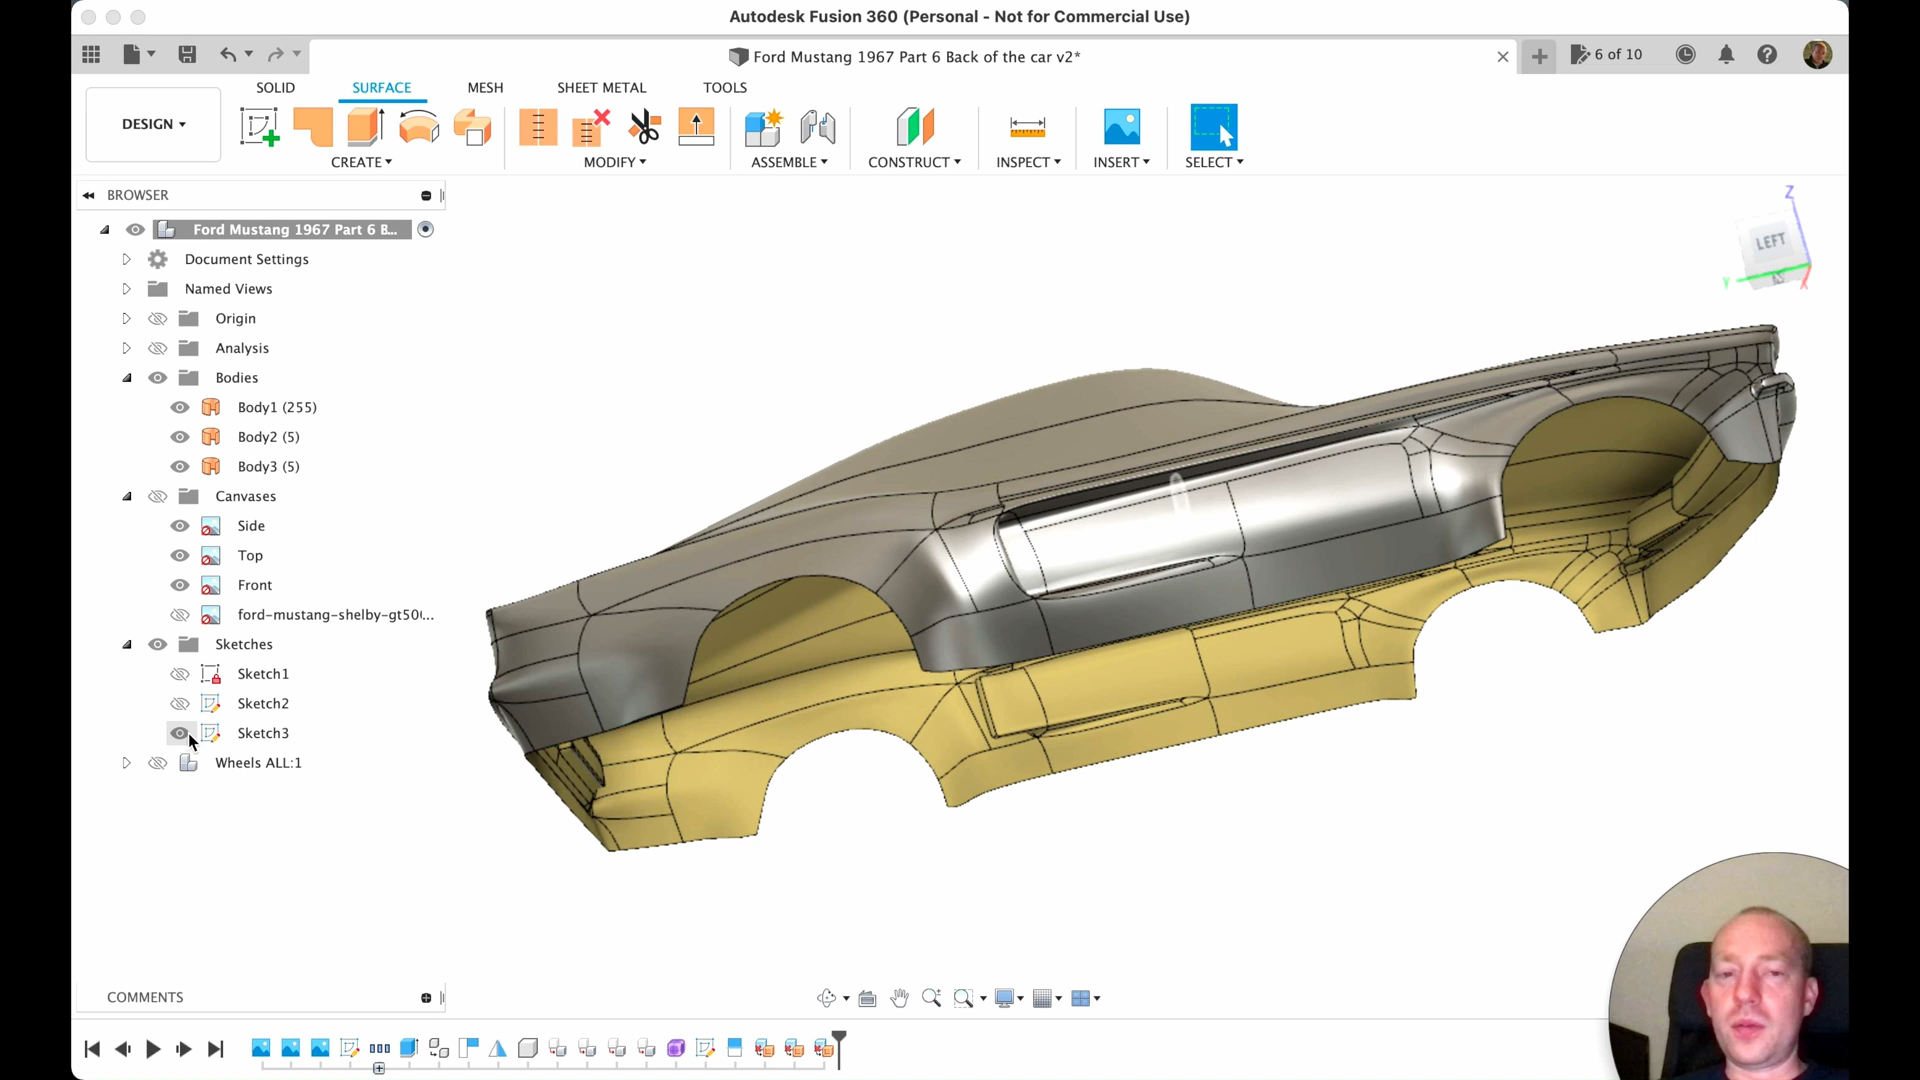 Autodesk Fusion 360 (Personal - Not for Commercial Use)
Ford Mustang 1967 Part 6 Back of the car v2*
6 of 10
SOLID SURFACE MESH SHEET METAL TOOLS
DESIGN
CREATE MODIFY ASSEMBLE CONSTRUCT INSPECT INSERT SELECT
BROWSER
Ford Mustang 1967 Part 6 B...
Document Settings
Named Views
Origin
Analysis
Bodies
Body1 (255)
Body2 (5)
Body3 (5)
Canvases
Side
Top
Front
ford-mustang-shelby-gt50(...
Sketches
Sketch1
Sketch2
Sketch3
Wheels ALL:1
Z
LEFT
Y
X
COMMENTS